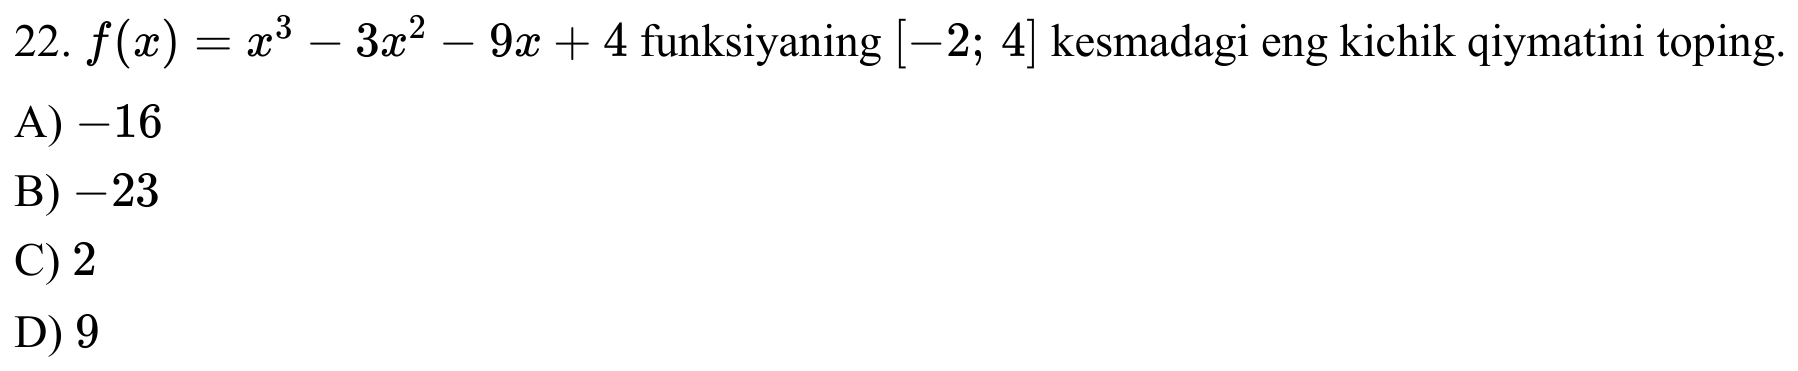 22. f(x) = x³ − 3x² − 9x + 4 funksiyaning [−2; 4] kesmadagi eng kichik qiymatini toping.
A) −16
B) −23
C) 2
D) 9